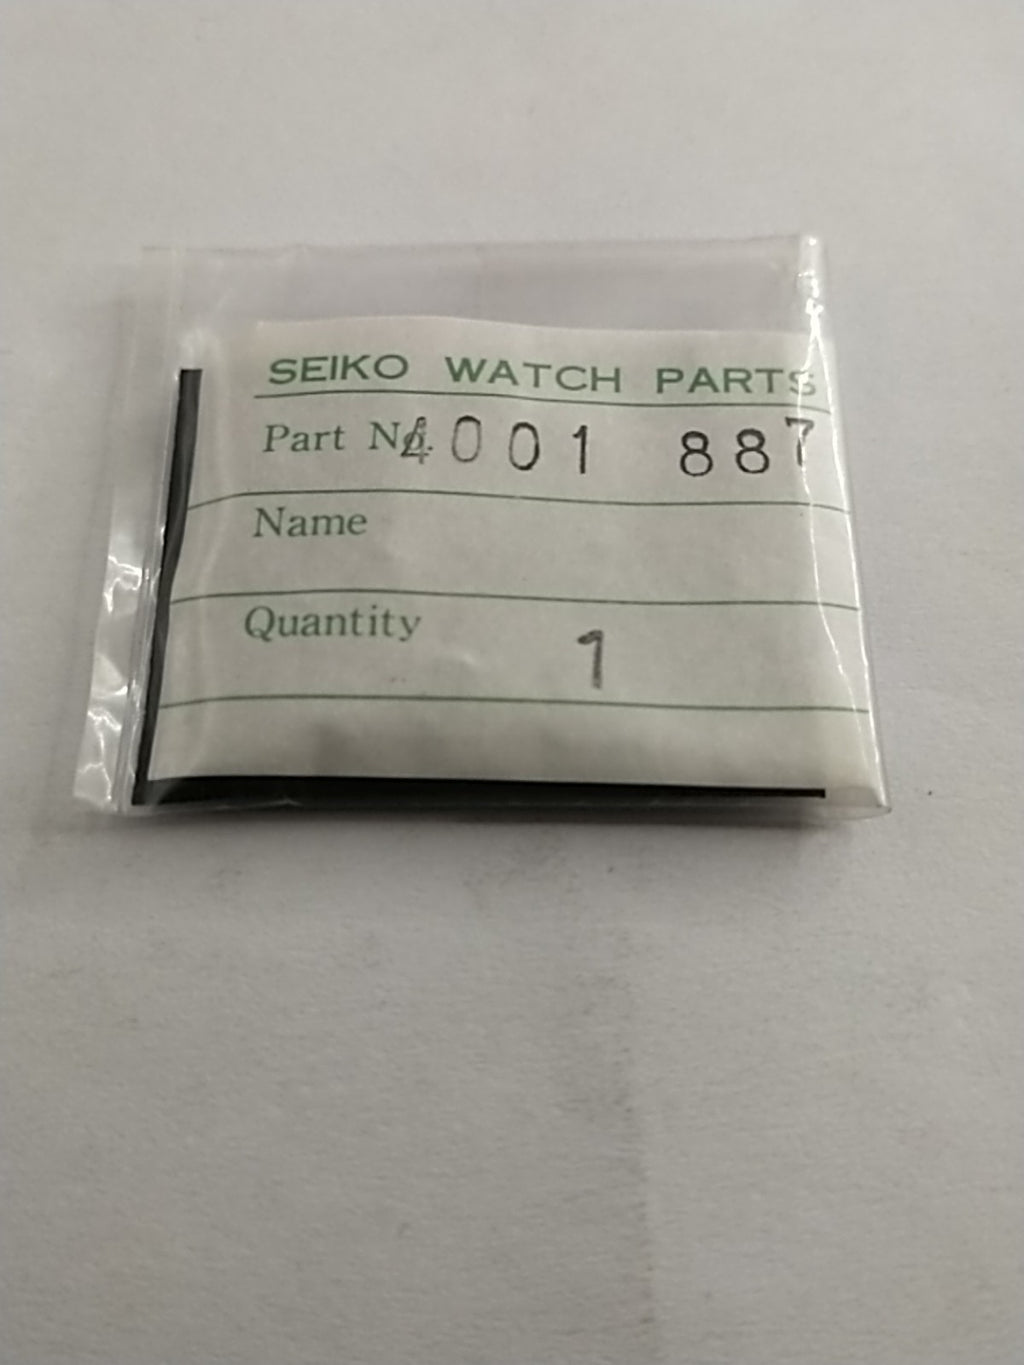 SEIKO WATCH PARTS
Part No. 4001 887
Name
Quantity 1